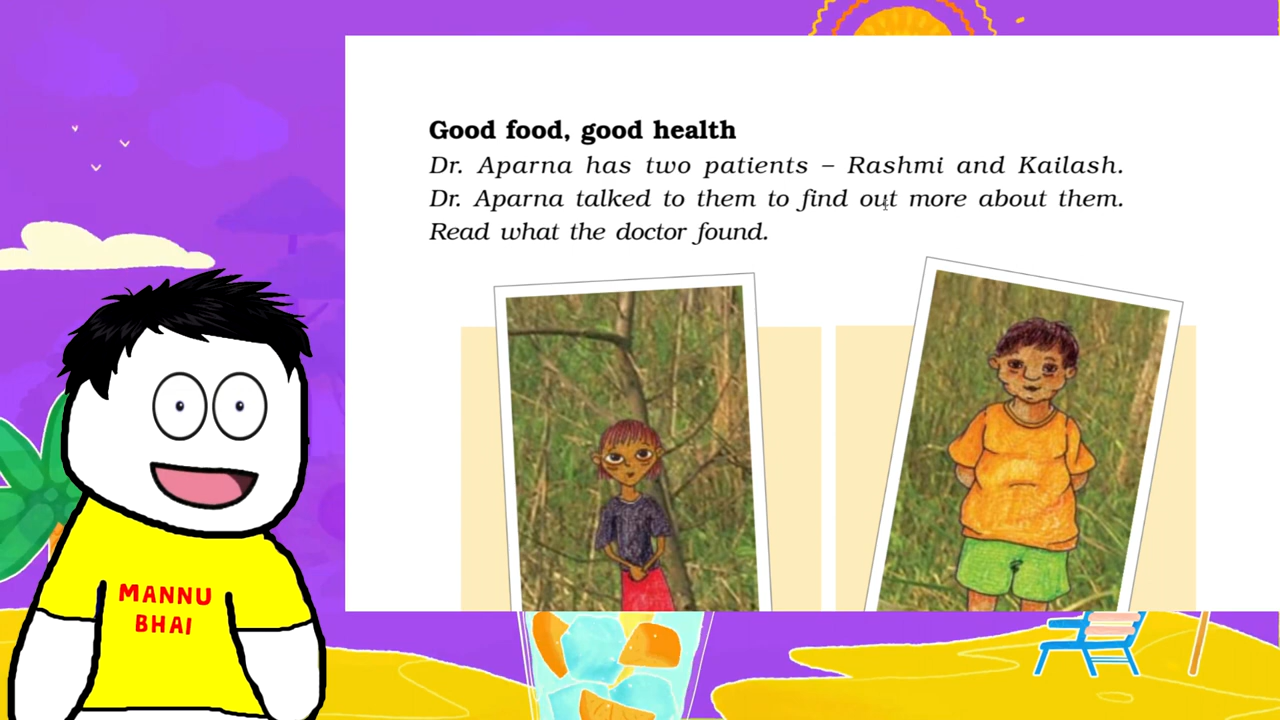 Good food, good health
Dr. Aparna has two patients – Rashmi and Kailash.
Dr. Aparna talked to them to find out more about them.
Read what the doctor found.
MANNU
BHAI